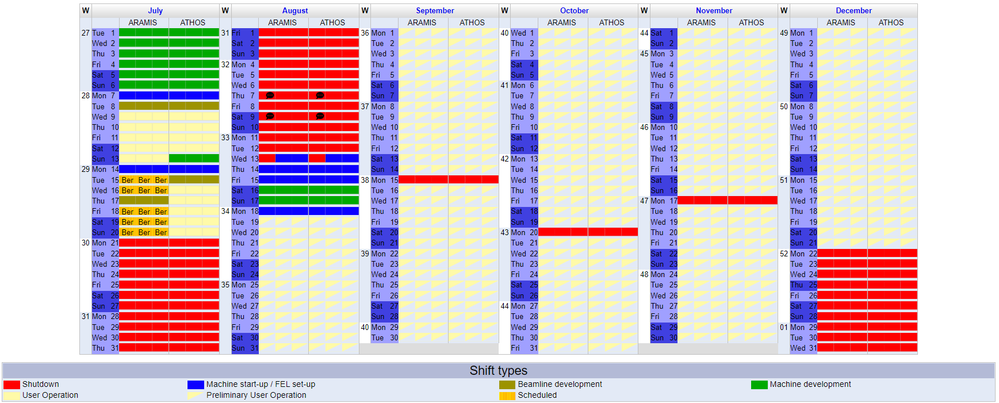 W July W August W September W October W November W December
ARAMIS ATHOS ARAMIS ATHOS ARAMIS ATHOS ARAMIS ATHOS ARAMIS ATHOS ARAMIS ATHOS
27 Tue 1 31 Fri 1 36 Mon 1 40 Wed 1 44 Sat 1 49 Mon 1
Wed 2 Sat 2 Tue 2 Thu 2 Sun 2 Tue 2
Thu 3 Sun 3 Wed 3 Fri 3 45 Mon 3 Wed 3
Fri 4 32 Mon 4 Thu 4 Sat 4 Tue 4 Thu 4
Sat 5 Tue 5 Fri 5 Sun 5 Wed 5 Fri 5
Sun 6 Wed 6 Sat 6 41 Mon 6 Thu 6 Sat 6
28 Mon 7 Thu 7 Sun 7 Tue 7 Fri 7 Sun 7
Tue 8 Fri 8 37 Mon 8 Wed 8 Sat 8 50 Mon 8
Wed 9 Sat 9 Tue 9 Thu 9 Sun 9 Tue 9
Thu 10 Sun 10 Wed 10 Fri 10 46 Mon 10 Wed 10
Fri 11 33 Mon 11 Thu 11 Sat 11 Tue 11 Thu 11
Sat 12 Tue 12 Fri 12 Sun 12 Wed 12 Fri 12
Sun 13 Wed 13 Sat 13 42 Mon 13 Thu 13 Sat 13
29 Mon 14 Thu 14 Sun 14 Tue 14 Fri 14 Sun 14
Tue 15 Ber Ber Ber Fri 15 38 Mon 15 Wed 15 Sat 15 51 Mon 15
Wed 16 Ber Ber Ber Sat 16 Tue 16 Thu 16 Sun 16 Tue 16
Thu 17 Sun 17 Wed 17 Fri 17 47 Mon 17 Wed 17
Fri 18 Ber Ber Ber 34 Mon 18 Thu 18 Sat 18 Tue 18 Thu 18
Sat 19 Ber Ber Ber Tue 19 Fri 19 Sun 19 Wed 19 Fri 19
Sun 20 Ber Ber Ber Wed 20 Sat 20 43 Mon 20 Thu 20 Sat 20
30 Mon 21 Thu 21 Sun 21 Tue 21 Fri 21 Sun 21
Tue 22 Fri 22 39 Mon 22 Wed 22 Sat 22 52 Mon 22
Wed 23 Sat 23 Tue 23 Thu 23 Sun 23 Tue 23
Thu 24 Sun 24 Wed 24 Fri 24 48 Mon 24 Wed 24
Fri 25 35 Mon 25 Thu 25 Sat 25 Tue 25 Thu 25
Sat 26 Tue 26 Fri 26 Sun 26 Wed 26 Fri 26
Sun 27 Wed 27 Sat 27 44 Mon 27 Thu 27 Sat 27
31 Mon 28 Thu 28 Sun 28 Tue 28 Fri 28 Sun 28
Tue 29 Fri 29 40 Mon 29 Wed 29 Sat 29 01 Mon 29
Wed 30 Sat 30 Tue 30 Thu 30 Sun 30 Tue 30
Thu 31 Sun 31 Fri 31 Wed 31
Shift types
Shutdown Machine start-up / FEL set-up Beamline development Machine development
User Operation Preliminary User Operation Scheduled